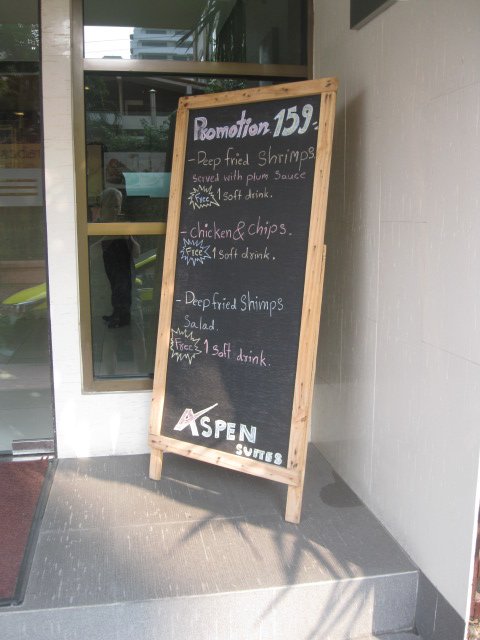 Promotion 159.-
- Deep fried Shrimps
Served with plum Sauce
Free 1 Soft drink.
- Chicken & Chips.
Free 1 Soft drink.
- Deep fried Shimps
Salad.
Free 1 Soft drink.
ASPEN
SUITES